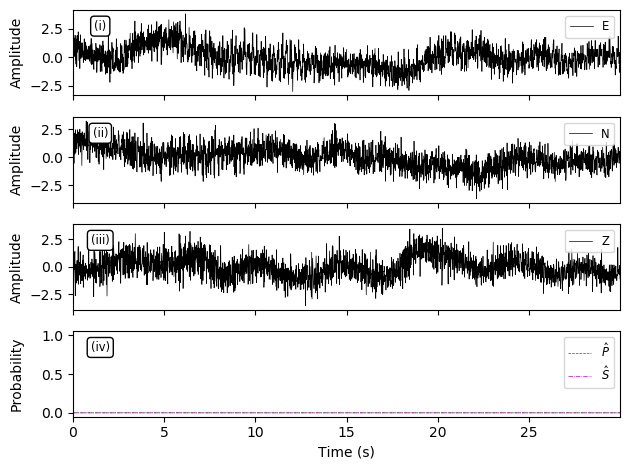 (i)
E
Amplitude
2.5
0.0
−2.5
(ii)
N
Amplitude
2.5
0.0
−2.5
(iii)
Z
Amplitude
2.5
0.0
−2.5
(iv)
P̂
Ŝ
Probability
1.0
0.5
0.0
0 5 10 15 20 25
Time (s)